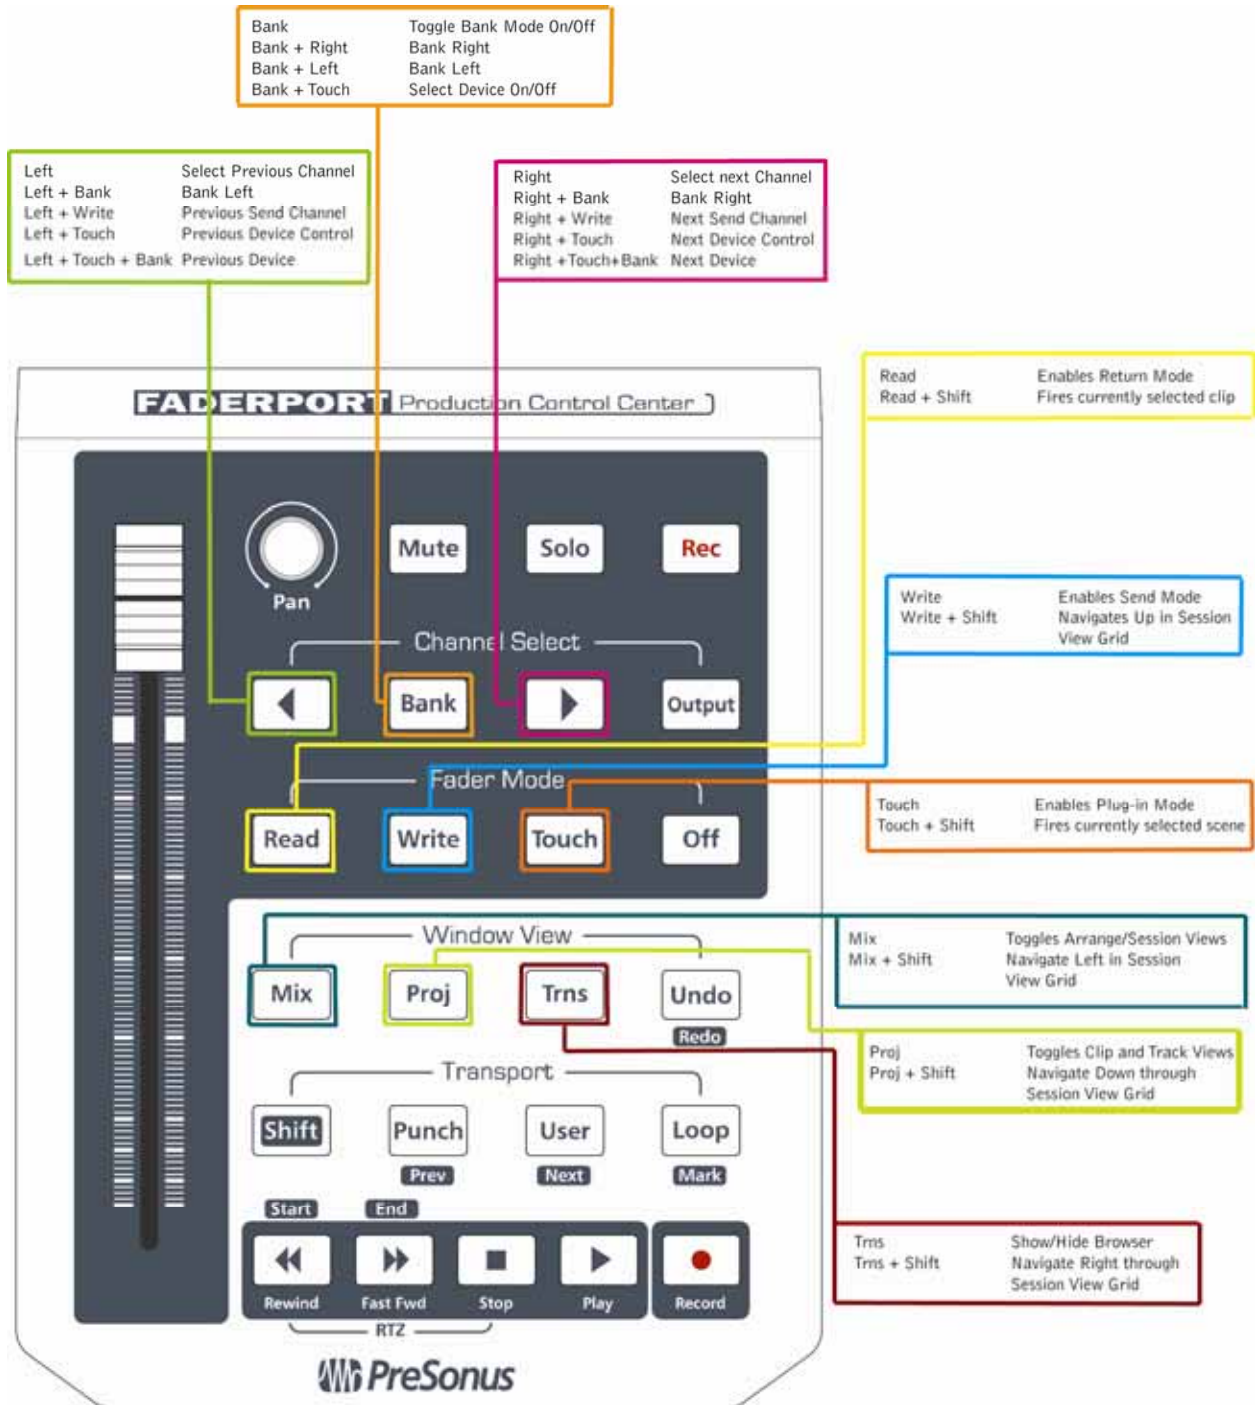 Bank Toggle Bank Mode On/Off
Bank + Right Bank Right
Bank + Left Bank Left
Bank + Touch Select Device On/Off
Left Select Previous Channel
Left + Bank Bank Left
Left + Write Previous Send Channel
Left + Touch Previous Device Control
Left + Touch + Bank Previous Device
Right Select next Channel
Right + Bank Bank Right
Right + Write Next Send Channel
Right + Touch Next Device Control
Right +Touch+Bank Next Device
Read Enables Return Mode
Read + Shift Fires currently selected clip
FADERPORT Production Control Center
Mute Solo Rec
Pan
Write Enables Send Mode
Write + Shift Navigates Up in Session
View Grid
Channel Select
Bank Output
Fader Mode
Touch Enables Plug-in Mode
Touch + Shift Fires currently selected scene
Read Write Touch Off
Window View
Mix Toggles Arrange/Session Views
Mix + Shift Navigate Left in Session
View Grid
Mix Proj Trns Undo
Redo
Proj Toggles Clip and Track Views
Proj + Shift Navigate Down through
Session View Grid
Transport
Shift Punch User Loop
Prev Next Mark
Start End
Trns Show/Hide Browser
Trns + Shift Navigate Right through
Session View Grid
Rewind Fast Fwd Stop Play Record
RTZ
PreSonus